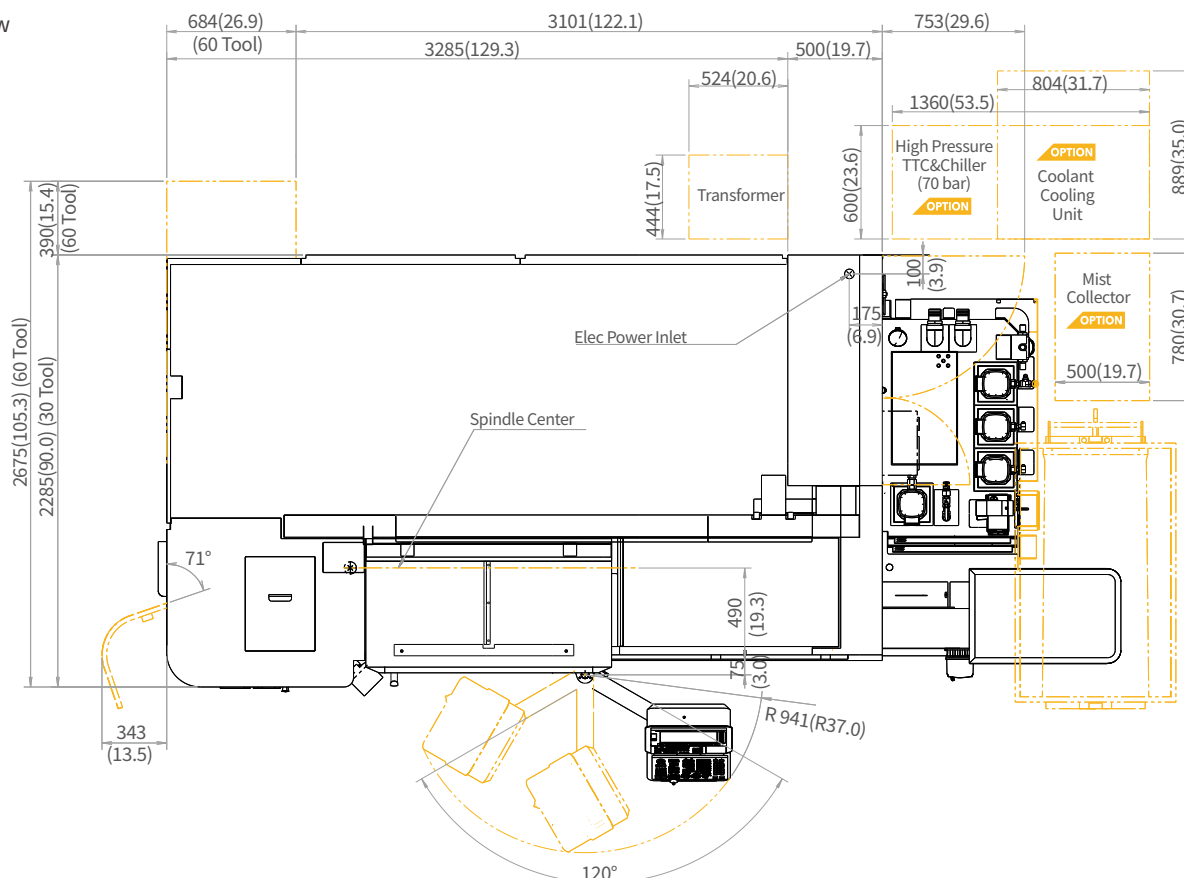 w
684(26.9)
(60 Tool)
3101(122.1)
753(29.6)
3285(129.3)
500(19.7)
524(20.6)
804(31.7)
1360(53.5)
889(35.0)
High Pressure
TTC&Chiller
(70 bar)
OPTION
OPTION
Coolant
Cooling
Unit
600(23.6)
444(17.5)
Transformer
390(15.4)
(60 Tool)
2675(105.3) (60 Tool)
2285(90.0) (30 Tool)
100
(3.9)
175
(6.9)
Elec Power Inlet
Mist
Collector
OPTION
780(30.7)
500(19.7)
Spindle Center
71°
490
(19.3)
75
(3.0)
R 941(R37.0)
343
(13.5)
120°